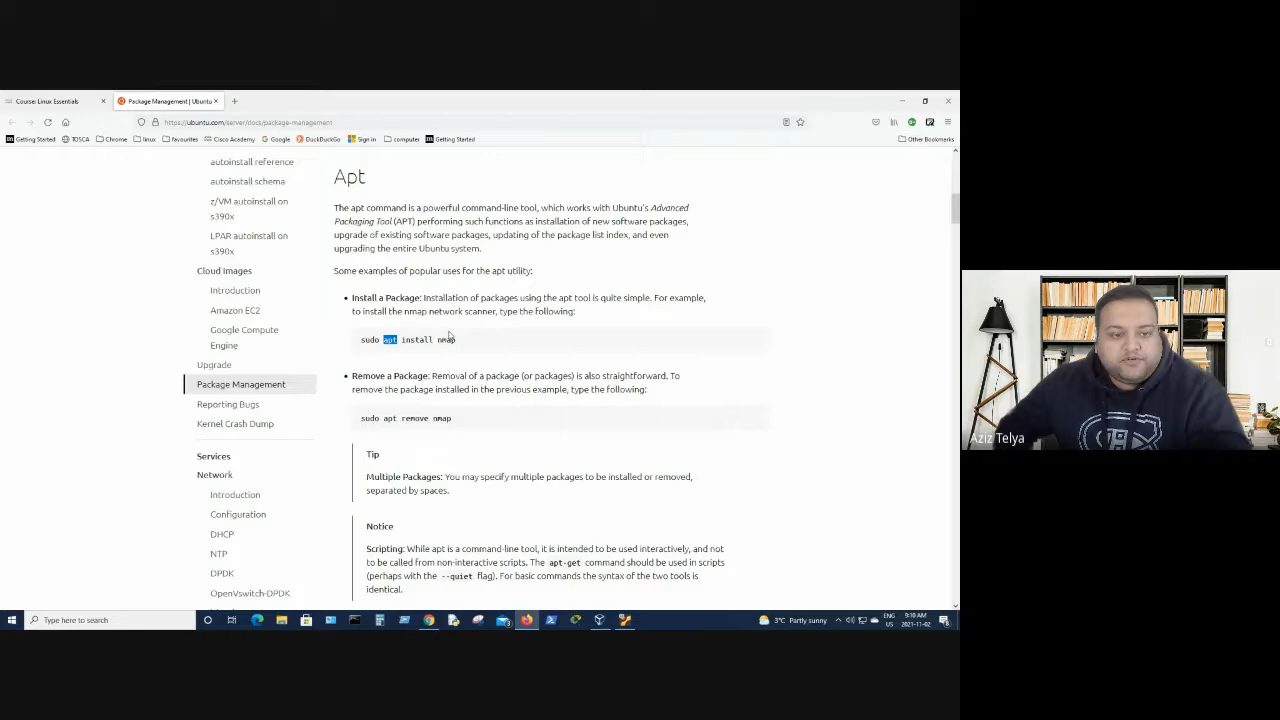 Course: Linux Essentials
Package Management | Ubuntu
https://ubuntu.com/server/docs/package-management
Getting Started TOSCA Chrome linux favourites Cisco Academy Google DuckDuckGo Sign in computer Getting Started Other Bookmarks
autoinstall reference
autoinstall schema
z/VM autoinstall on
s390x
LPAR autoinstall on
s390x
Cloud Images
Introduction
Amazon EC2
Google Compute
Engine
Upgrade
Package Management
Reporting Bugs
Kernel Crash Dump
Services
Network
Introduction
Configuration
DHCP
NTP
DPDK
OpenVswitch-DPDK
Apt
The apt command is a powerful command-line tool, which works with Ubuntu's Advanced
Packaging Tool (APT) performing such functions as installation of new software packages,
upgrade of existing software packages, updating of the package list index, and even
upgrading the entire Ubuntu system.
Some examples of popular uses for the apt utility:
Install a Package: Installation of packages using the apt tool is quite simple. For example,
to install the nmap network scanner, type the following:
sudo apt install nmap
Remove a Package: Removal of a package (or packages) is also straightforward. To
remove the package installed in the previous example, type the following:
sudo apt remove nmap
Tip
Multiple Packages: You may specify multiple packages to be installed or removed,
separated by spaces.
Notice
Scripting: While apt is a command-line tool, it is intended to be used interactively, and not
to be called from non-interactive scripts. The apt-get command should be used in scripts
(perhaps with the --quiet flag). For basic commands the syntax of the two tools is
identical.
Aziz Telya
Type here to search
3°C Partly sunny
ENG
US
9:10 AM
2021-11-02